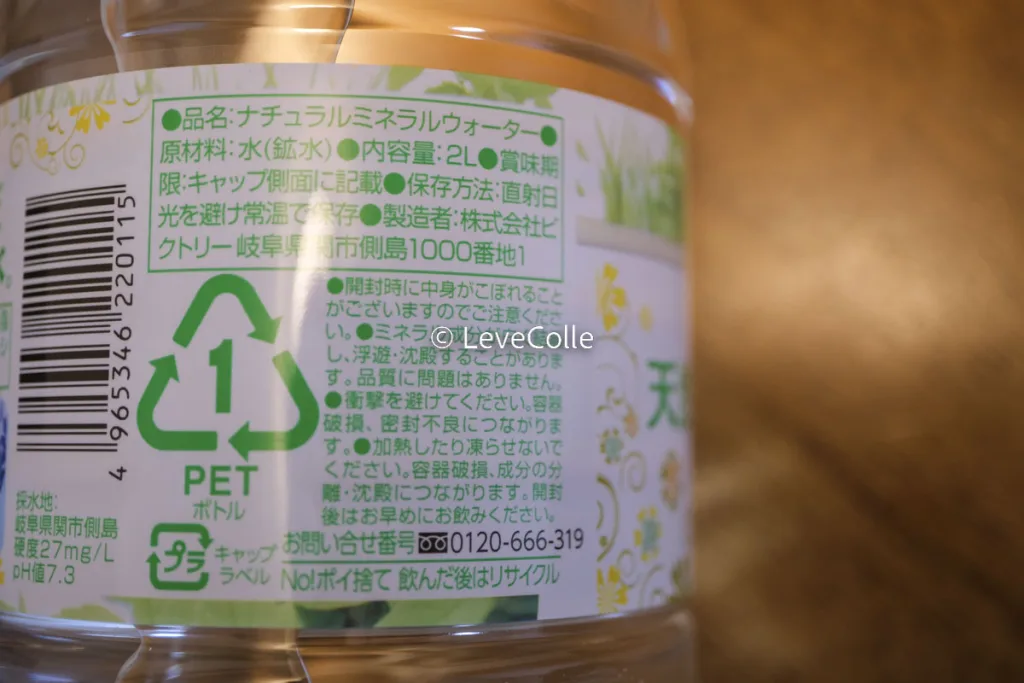 ●品名:ナチュラルミネラルウォーター●
原材料:水(鉱水)●内容量:2L●賞味期
限:キャップ側面に記載●保存方法:直射日
光を避け常温で保存●製造者:株式会社ビ
クトリー 岐阜県関市側島1000番地1
4 965346 220115
1
PET
ボトル
●開封時に中身がこぼれること
がございますのでご注意くださ
い。●ミネラル成分が
し、浮遊・沈殿することがありま
す。品質に問題はありません。
●衝撃を避けてください。容器
破損、密封不良につながりま
す。●加熱したり凍らせないで
ください。容器破損、成分の分
離・沈殿につながります。開封
後はお早めにお飲みください。
採水地:
岐阜県関市側島
硬度27mg/L
pH値7.3
プラ
キャップ
ラベル
お問い合せ番号 0120-666-319
No!ポイ捨て 飲んだ後はリサイクル
天
© LeveColle